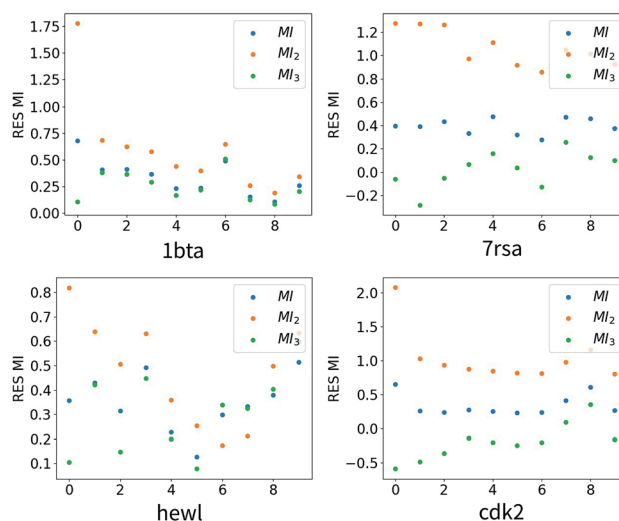 1.75
1.50
1.25
1.00
0.75
0.50
0.25
0.00
RES MI
MI
MI2
MI3
0 2 4 6 8
1bta
1.2
1.0
0.8
0.6
0.4
0.2
0.0
−0.2
RES MI
MI
MI2
MI3
0 2 4 6 8
7rsa
0.8
0.7
0.6
0.5
0.4
0.3
0.2
0.1
RES MI
MI
MI2
MI3
0 2 4 6 8
hewl
2.0
1.5
1.0
0.5
0.0
−0.5
RES MI
MI
MI2
MI3
0 2 4 6 8
cdk2